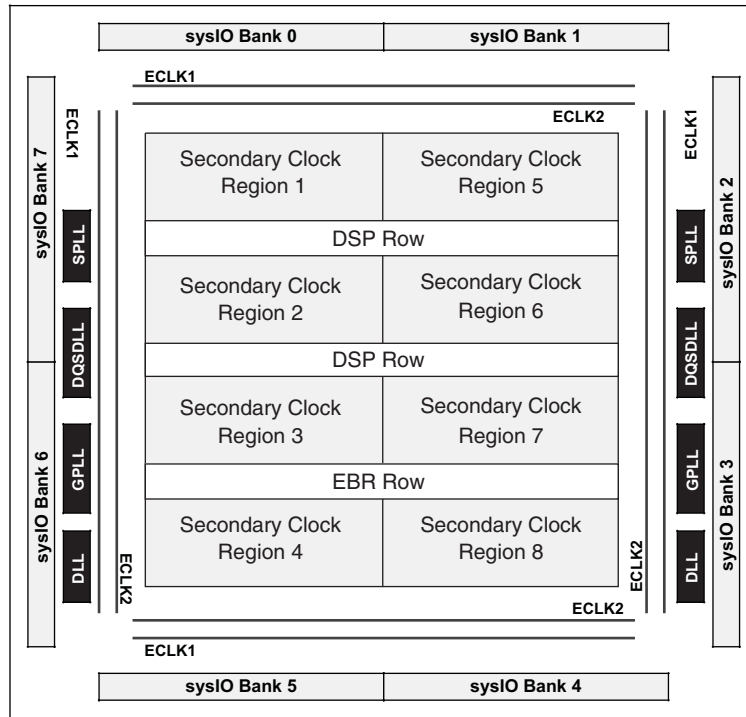 sysIO Bank 0
sysIO Bank 1
ECLK1
ECLK2
sysIO Bank 7
ECLK1
SPLL
DQSDLL
sysIO Bank 6
GPLL
DLL
ECLK2
Secondary Clock
Region 1
Secondary Clock
Region 5
DSP Row
Secondary Clock
Region 2
Secondary Clock
Region 6
DSP Row
Secondary Clock
Region 3
Secondary Clock
Region 7
EBR Row
Secondary Clock
Region 4
Secondary Clock
Region 8
ECLK1
sysIO Bank 2
SPLL
DQSDLL
GPLL
sysIO Bank 3
DLL
ECLK2
ECLK2
ECLK1
sysIO Bank 5
sysIO Bank 4